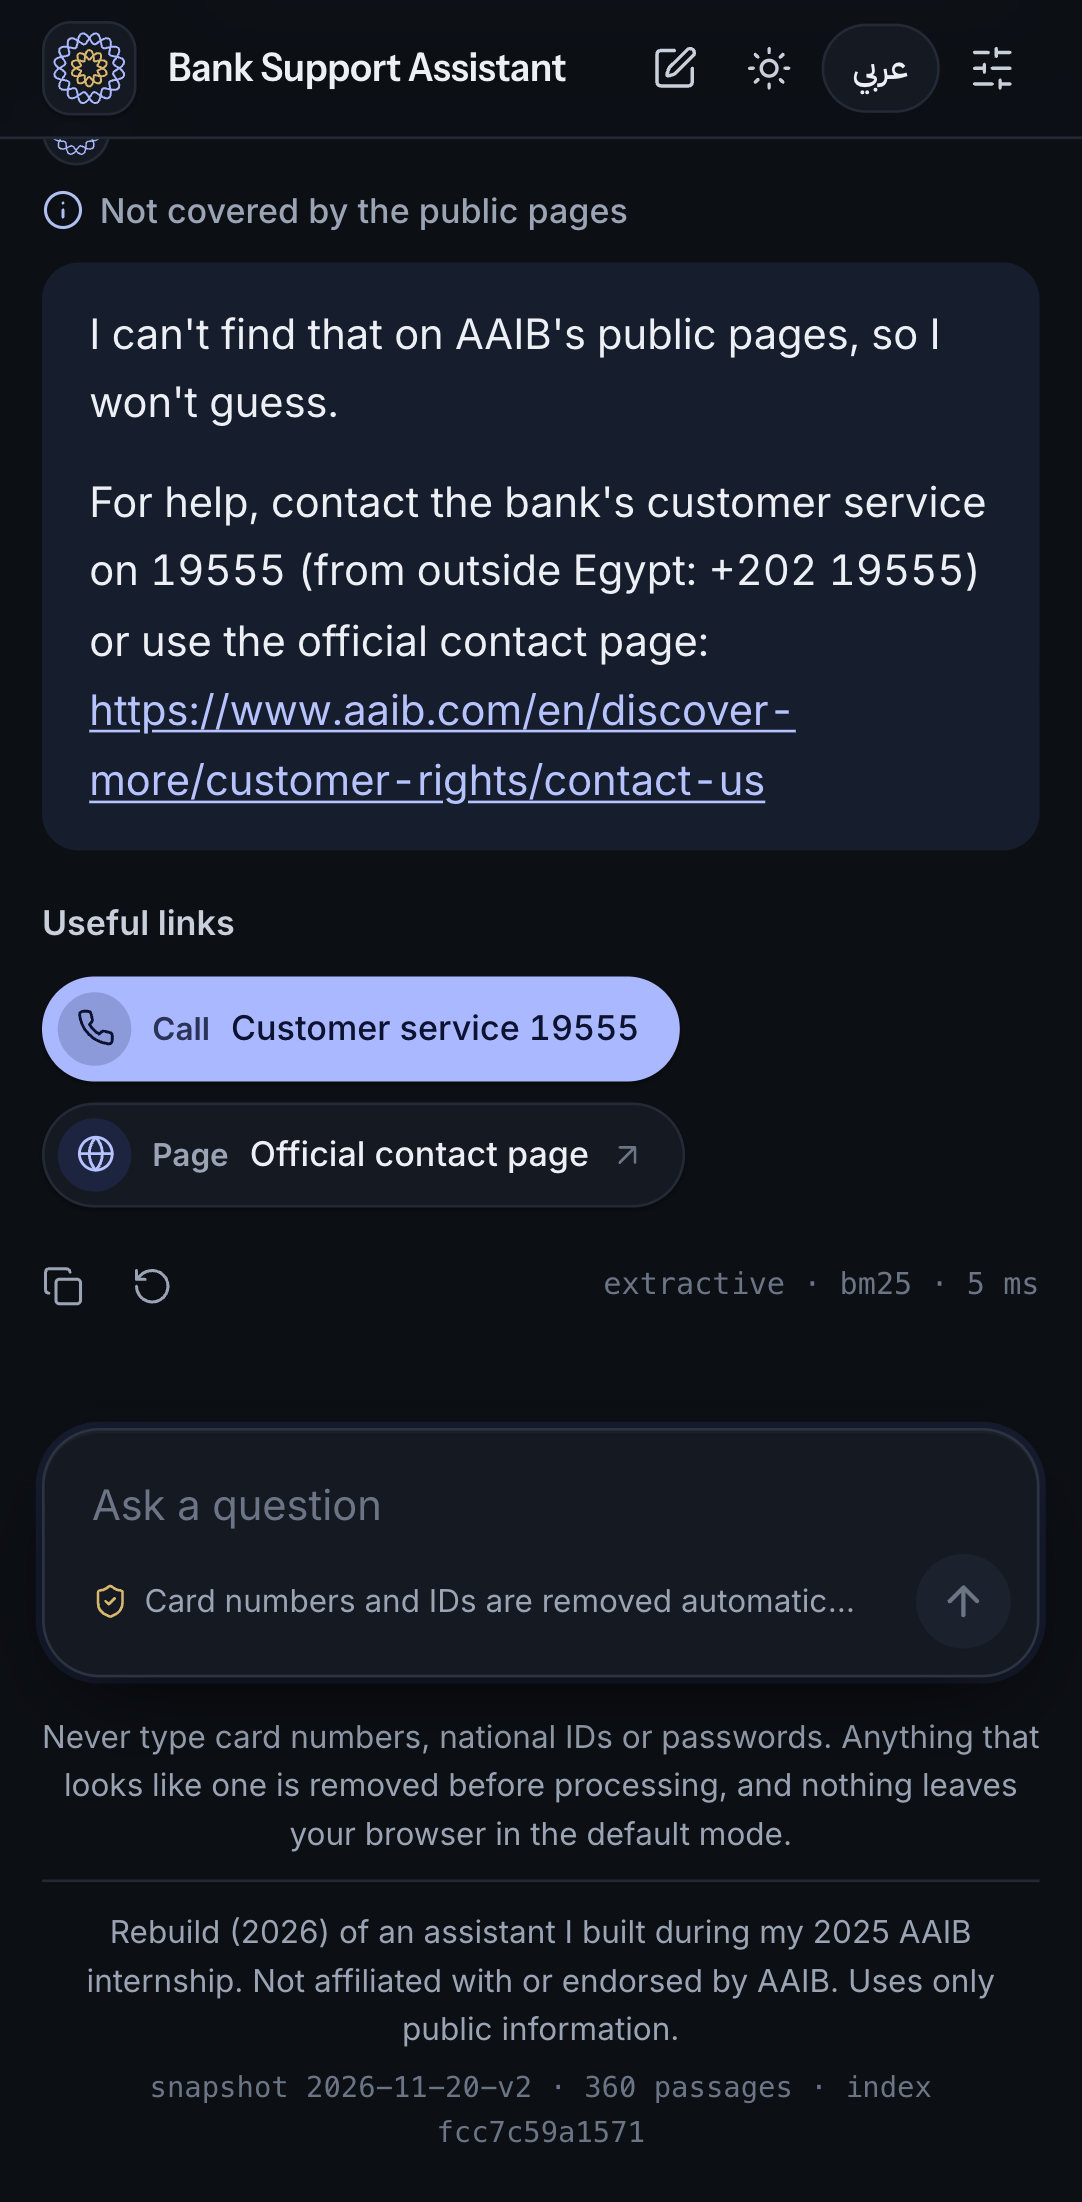 Bank Support Assistant
عربي
Not covered by the public pages
I can't find that on AAIB's public pages, so I
won't guess.
For help, contact the bank's customer service
on 19555 (from outside Egypt: +202 19555)
or use the official contact page:
https://www.aaib.com/en/discover-
more/customer-rights/contact-us
Useful links
Call Customer service 19555
Page Official contact page
extractive · bm25 · 5 ms
Ask a question
Card numbers and IDs are removed automatic...
Never type card numbers, national IDs or passwords. Anything that
looks like one is removed before processing, and nothing leaves
your browser in the default mode.
Rebuild (2026) of an assistant I built during my 2025 AAIB
internship. Not affiliated with or endorsed by AAIB. Uses only
public information.
snapshot 2026-11-20-v2 · 360 passages · index
fcc7c59a1571